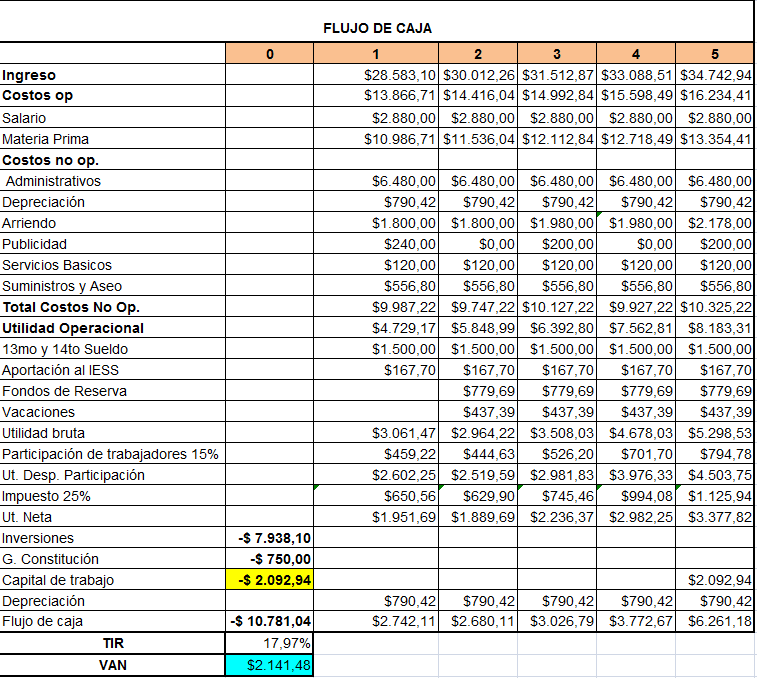 FLUJO DE CAJA
0 1 2 3 4 5
Ingreso $28.583,10 $30.012,26 $31.512,87 $33.088,51 $34.742,94
Costos op $13.866,71 $14.416,04 $14.992,84 $15.598,49 $16.234,41
Salario $2.880,00 $2.880,00 $2.880,00 $2.880,00 $2.880,00
Materia Prima $10.986,71 $11.536,04 $12.112,84 $12.718,49 $13.354,41
Costos no op.
Administrativos $6.480,00 $6.480,00 $6.480,00 $6.480,00 $6.480,00
Depreciación $790,42 $790,42 $790,42 $790,42 $790,42
Arriendo $1.800,00 $1.800,00 $1.980,00 $1.980,00 $2.178,00
Publicidad $240,00 $0,00 $200,00 $0,00 $200,00
Servicios Basicos $120,00 $120,00 $120,00 $120,00 $120,00
Suministros y Aseo $556,80 $556,80 $556,80 $556,80 $556,80
Total Costos No Op. $9.987,22 $9.747,22 $10.127,22 $9.927,22 $10.325,22
Utilidad Operacional $4.729,17 $5.848,99 $6.392,80 $7.562,81 $8.183,31
13mo y 14to Sueldo $1.500,00 $1.500,00 $1.500,00 $1.500,00 $1.500,00
Aportación al IESS $167,70 $167,70 $167,70 $167,70 $167,70
Fondos de Reserva $779,69 $779,69 $779,69 $779,69
Vacaciones $437,39 $437,39 $437,39 $437,39
Utilidad bruta $3.061,47 $2.964,22 $3.508,03 $4.678,03 $5.298,53
Participación de trabajadores 15% $459,22 $444,63 $526,20 $701,70 $794,78
Ut. Desp. Participación $2.602,25 $2.519,59 $2.981,83 $3.976,33 $4.503,75
Impuesto 25% $650,56 $629,90 $745,46 $994,08 $1.125,94
Ut. Neta $1.951,69 $1.889,69 $2.236,37 $2.982,25 $3.377,82
Inversiones -$ 7.938,10
G. Constitución -$ 750,00
Capital de trabajo -$ 2.092,94 $2.092,94
Depreciación $790,42 $790,42 $790,42 $790,42 $790,42
Flujo de caja -$ 10.781,04 $2.742,11 $2.680,11 $3.026,79 $3.772,67 $6.261,18
TIR 17,97%
VAN $2.141,48